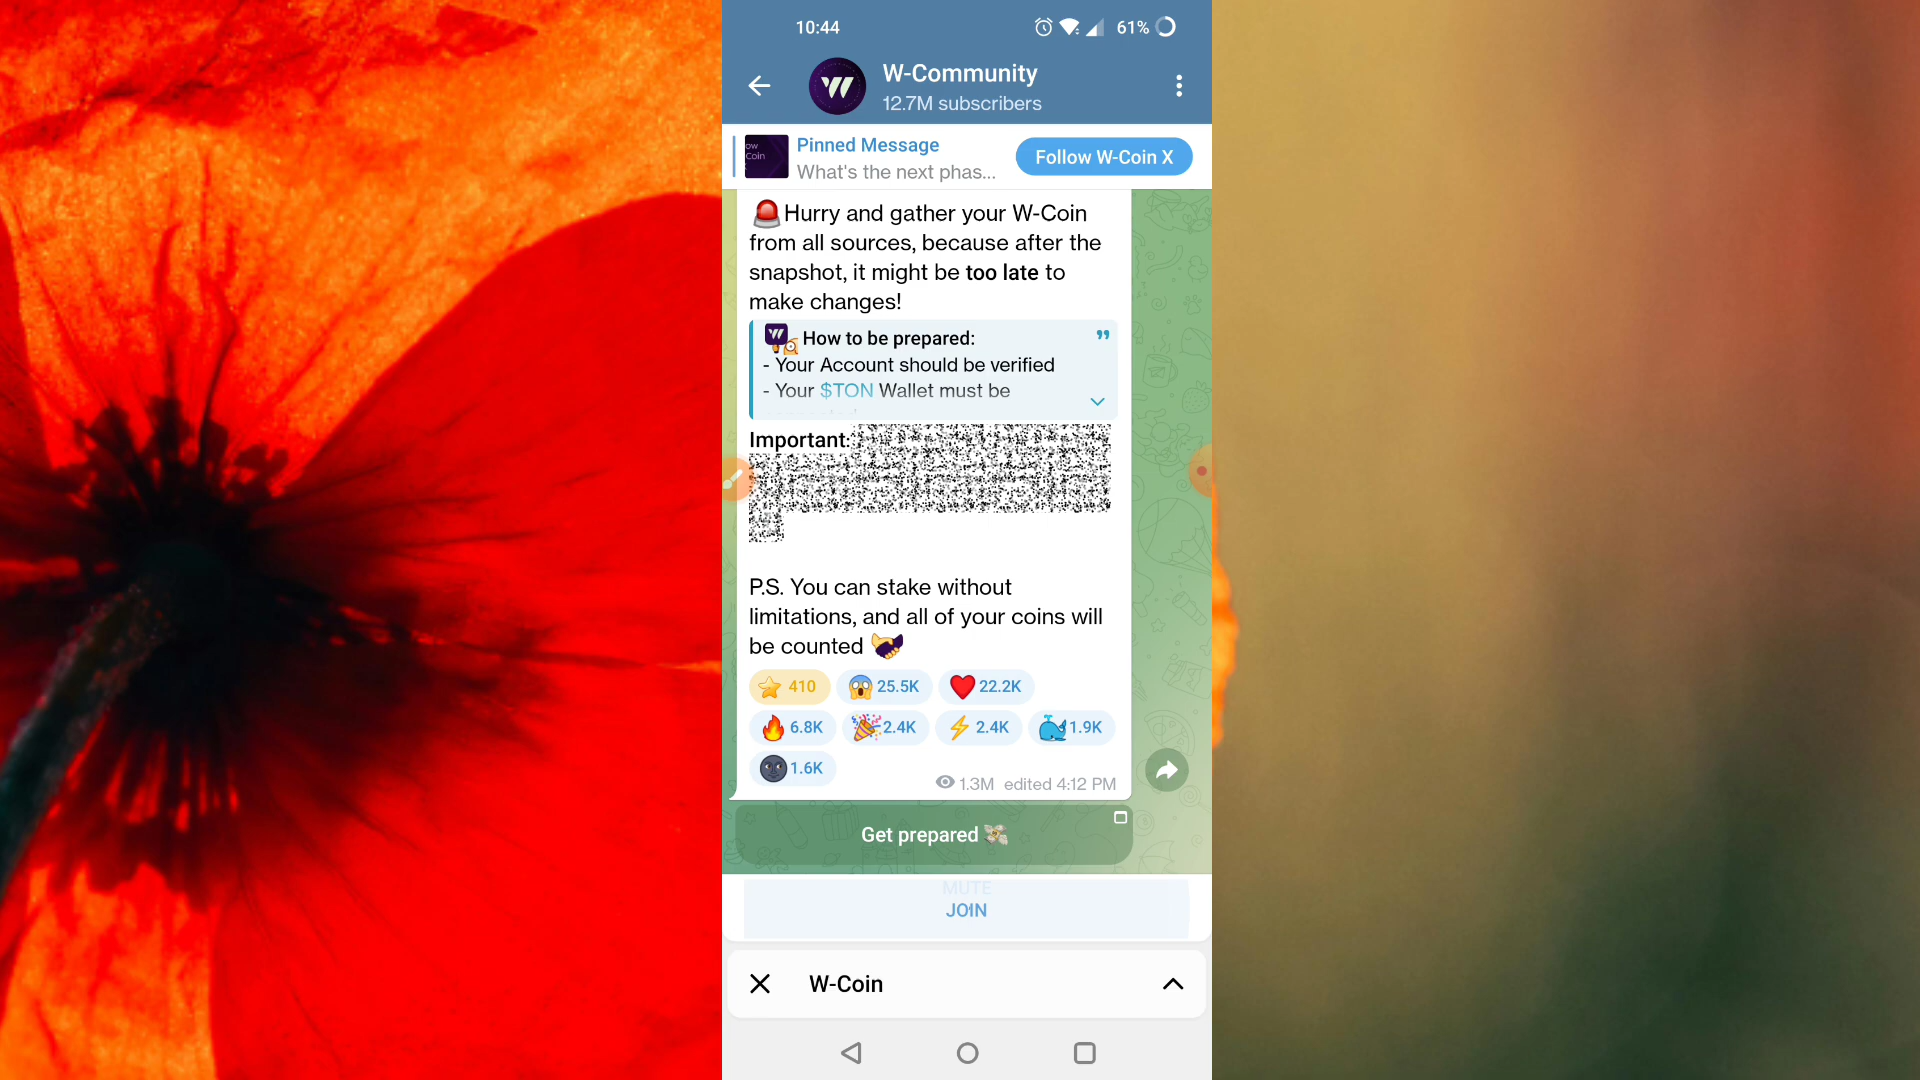 10:44
61%
W-Community
12.7M subscribers
Pinned Message
What's the next phas...
Follow W-Coin X
ow
Coin
Hurry and gather your W-Coin
from all sources, because after the
snapshot, it might be too late to
make changes!
How to be prepared:
- Your Account should be verified
- Your $TON Wallet must be
Important:
P.S. You can stake without
limitations, and all of your coins will
be counted
410 25.5K 22.2K
6.8K 2.4K 2.4K 1.9K
1.6K
1.3M edited 4:12 PM
Get prepared
MUTE
JOIN
W-Coin